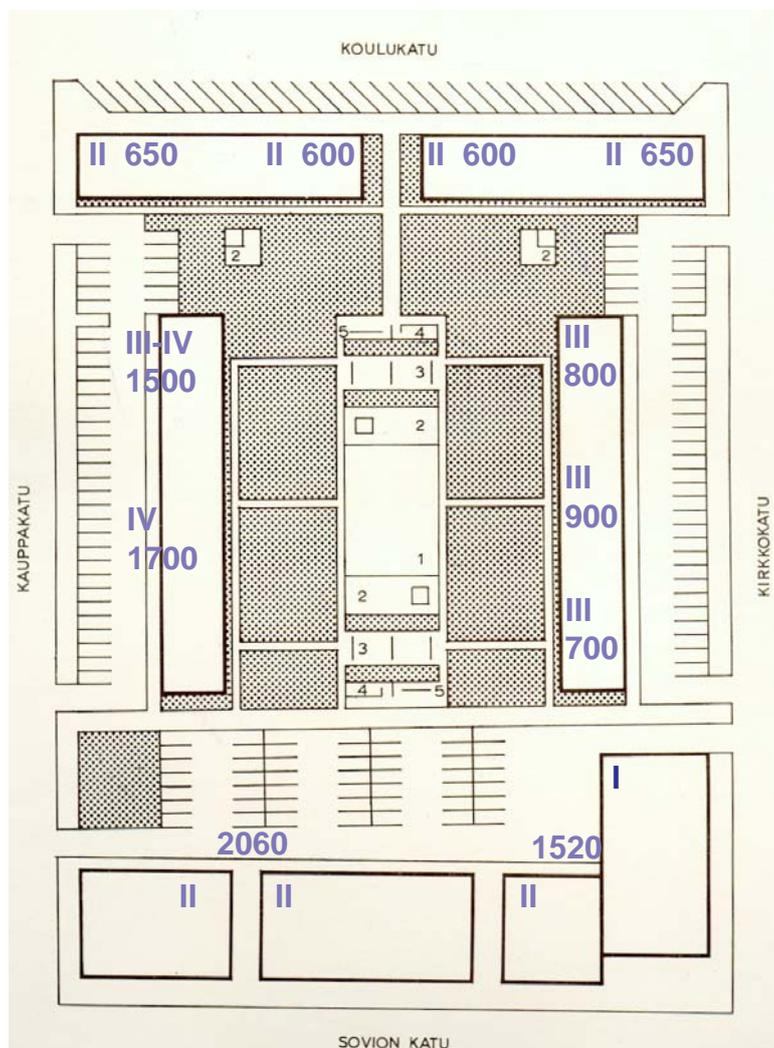 KOULUKATU
II 650 II 600 II 600 II 650
2 2
5 4
III-IV III
1500 800
3
2
III
IV 900
1700
1
2
III
700
3
4 5
KAUPPAKATU
KIRKKOKATU
I
2060 1520
II II II
SOVION KATU